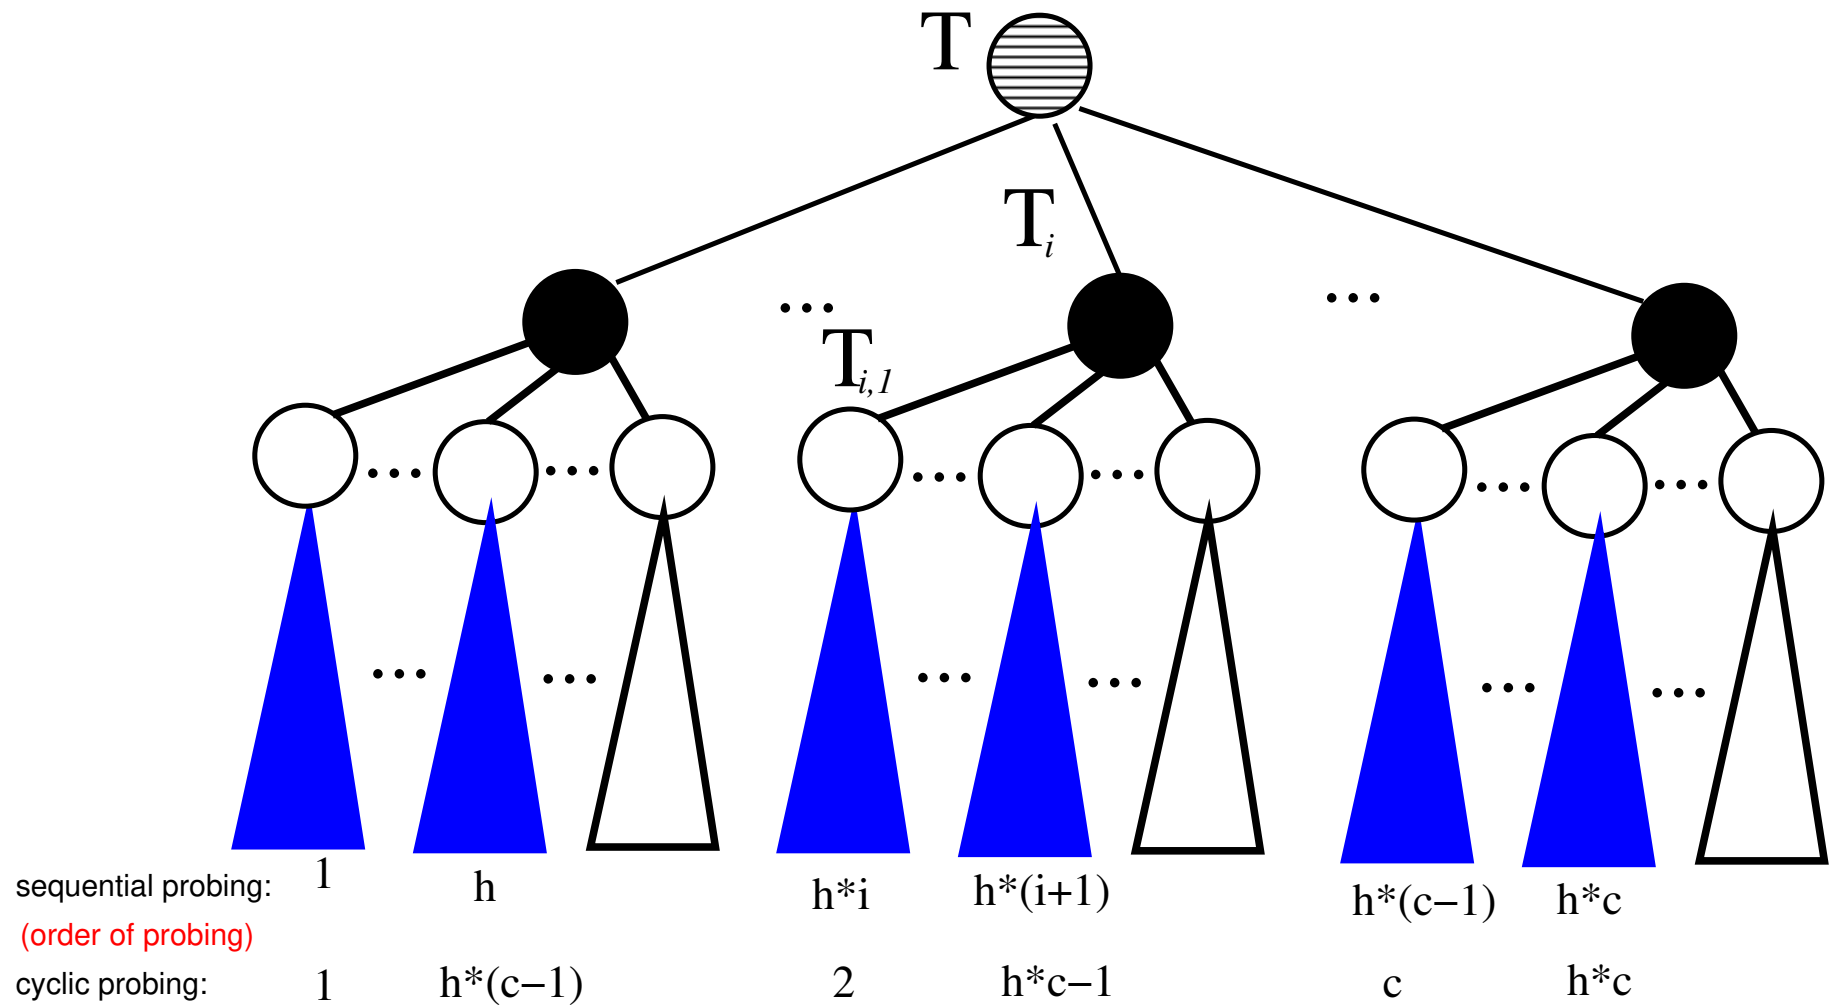 T
T_i
...
...
T_{i,1}
... ... ... ... ... ...
... ... ... ... ... ...
sequential probing: 1 h h*i h*(i+1) h*(c−1) h*c
(order of probing)
cyclic probing: 1 h*(c−1) 2 h*c−1 c h*c